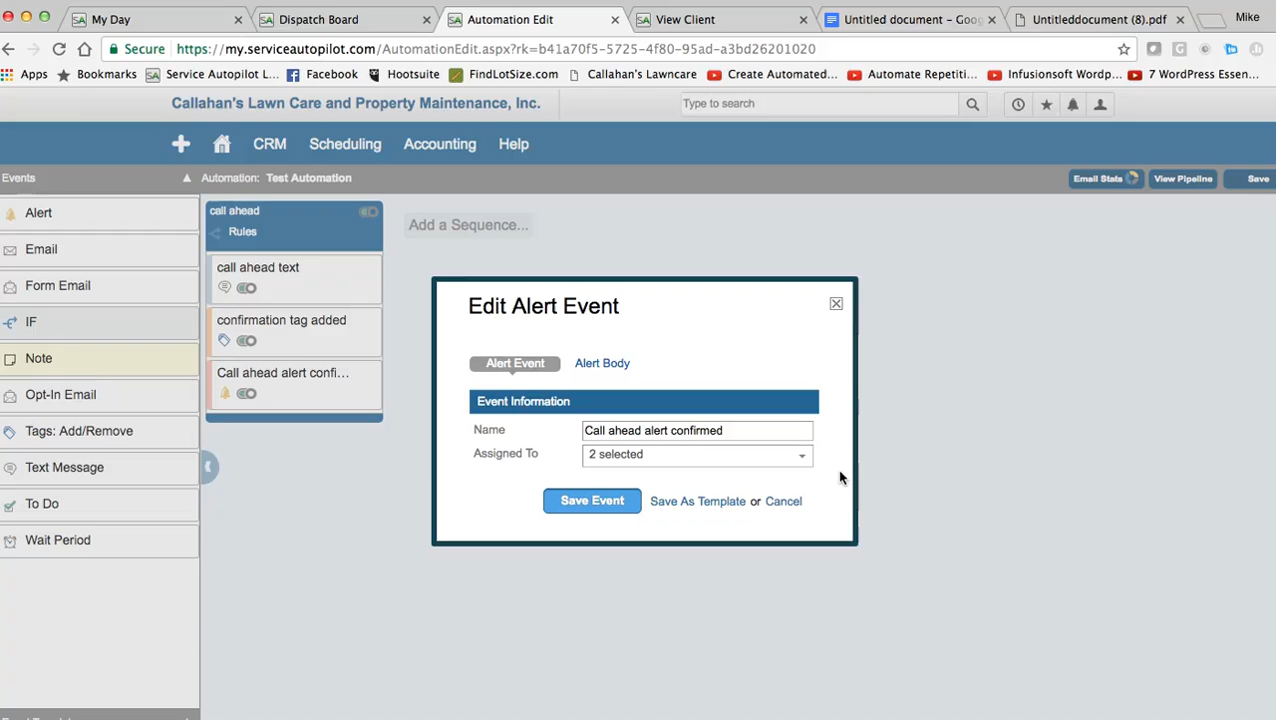 My Day
Dispatch Board
Automation Edit
View Client
Untitled document – Goog
Untitleddocument (8).pdf
Mike
Secure
https://my.serviceautopilot.com/AutomationEdit.aspx?rk=b41a70f5-5725-4f80-95ad-a3bd26201020
Apps
Bookmarks
Service Autopilot L...
Facebook
Hootsuite
FindLotSize.com
Callahan's Lawncare
Create Automated...
Automate Repetiti...
Infusionsoft Wordp...
7 WordPress Essen...
Callahan's Lawn Care and Property Maintenance, Inc.
Type to search
CRM
Scheduling
Accounting
Help
Events
Automation: Test Automation
Email Stats
View Pipeline
Save
Alert
Email
Form Email
IF
Note
Opt-In Email
Tags: Add/Remove
Text Message
To Do
Wait Period
call ahead
Rules
call ahead text
confirmation tag added
Call ahead alert confi...
Add a Sequence...
Edit Alert Event
Alert Event
Alert Body
Event Information
Name
Call ahead alert confirmed
Assigned To
2 selected
Save Event
Save As Template or Cancel